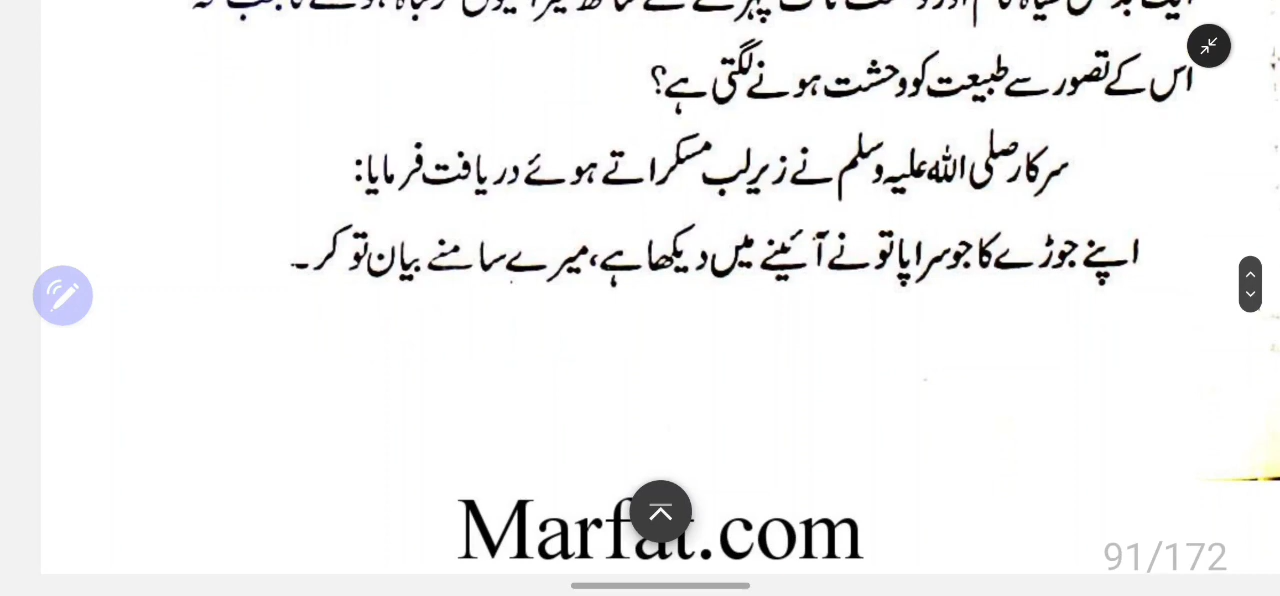 اس کے تصور سے طبیعت کو وحشت ہونے لگتی ہے؟
سرکار صلی اللہ علیہ وسلم نے زیر لب مسکراتے ہوئے دریافت فرمایا:
اپنے جوڑے کا جو سراپا تو نے آئینے میں دیکھا ہے، میرے سامنے بیان تو کر۔
Marfat.com
91/172